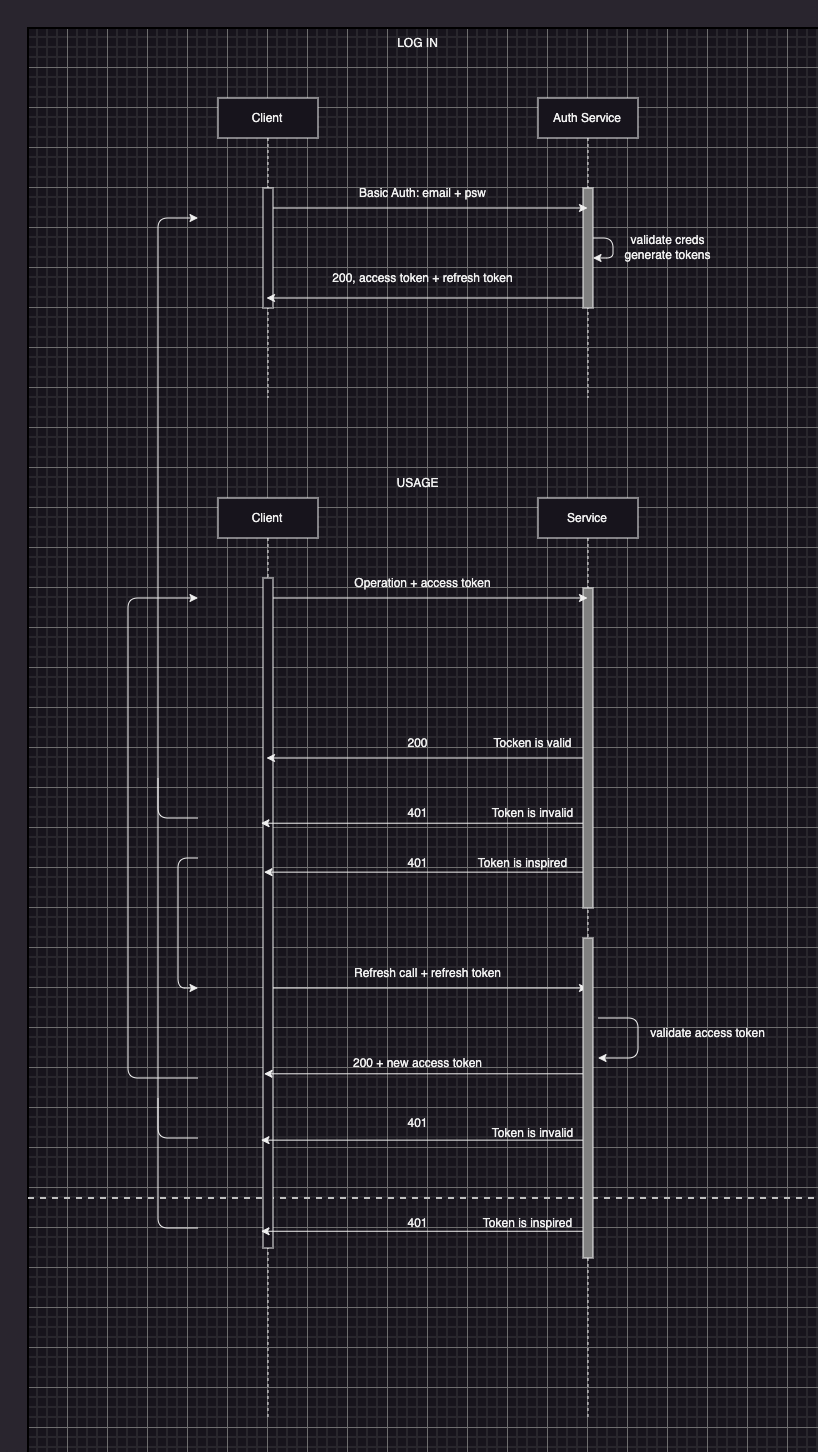 LOG IN
Client
Auth Service
Basic Auth: email + psw
validate creds
generate tokens
200, access token + refresh token
USAGE
Client
Service
Operation + access token
200
Tocken is valid
401
Token is invalid
401
Token is inspired
Refresh call + refresh token
validate access token
200 + new access token
401
Token is invalid
401
Token is inspired